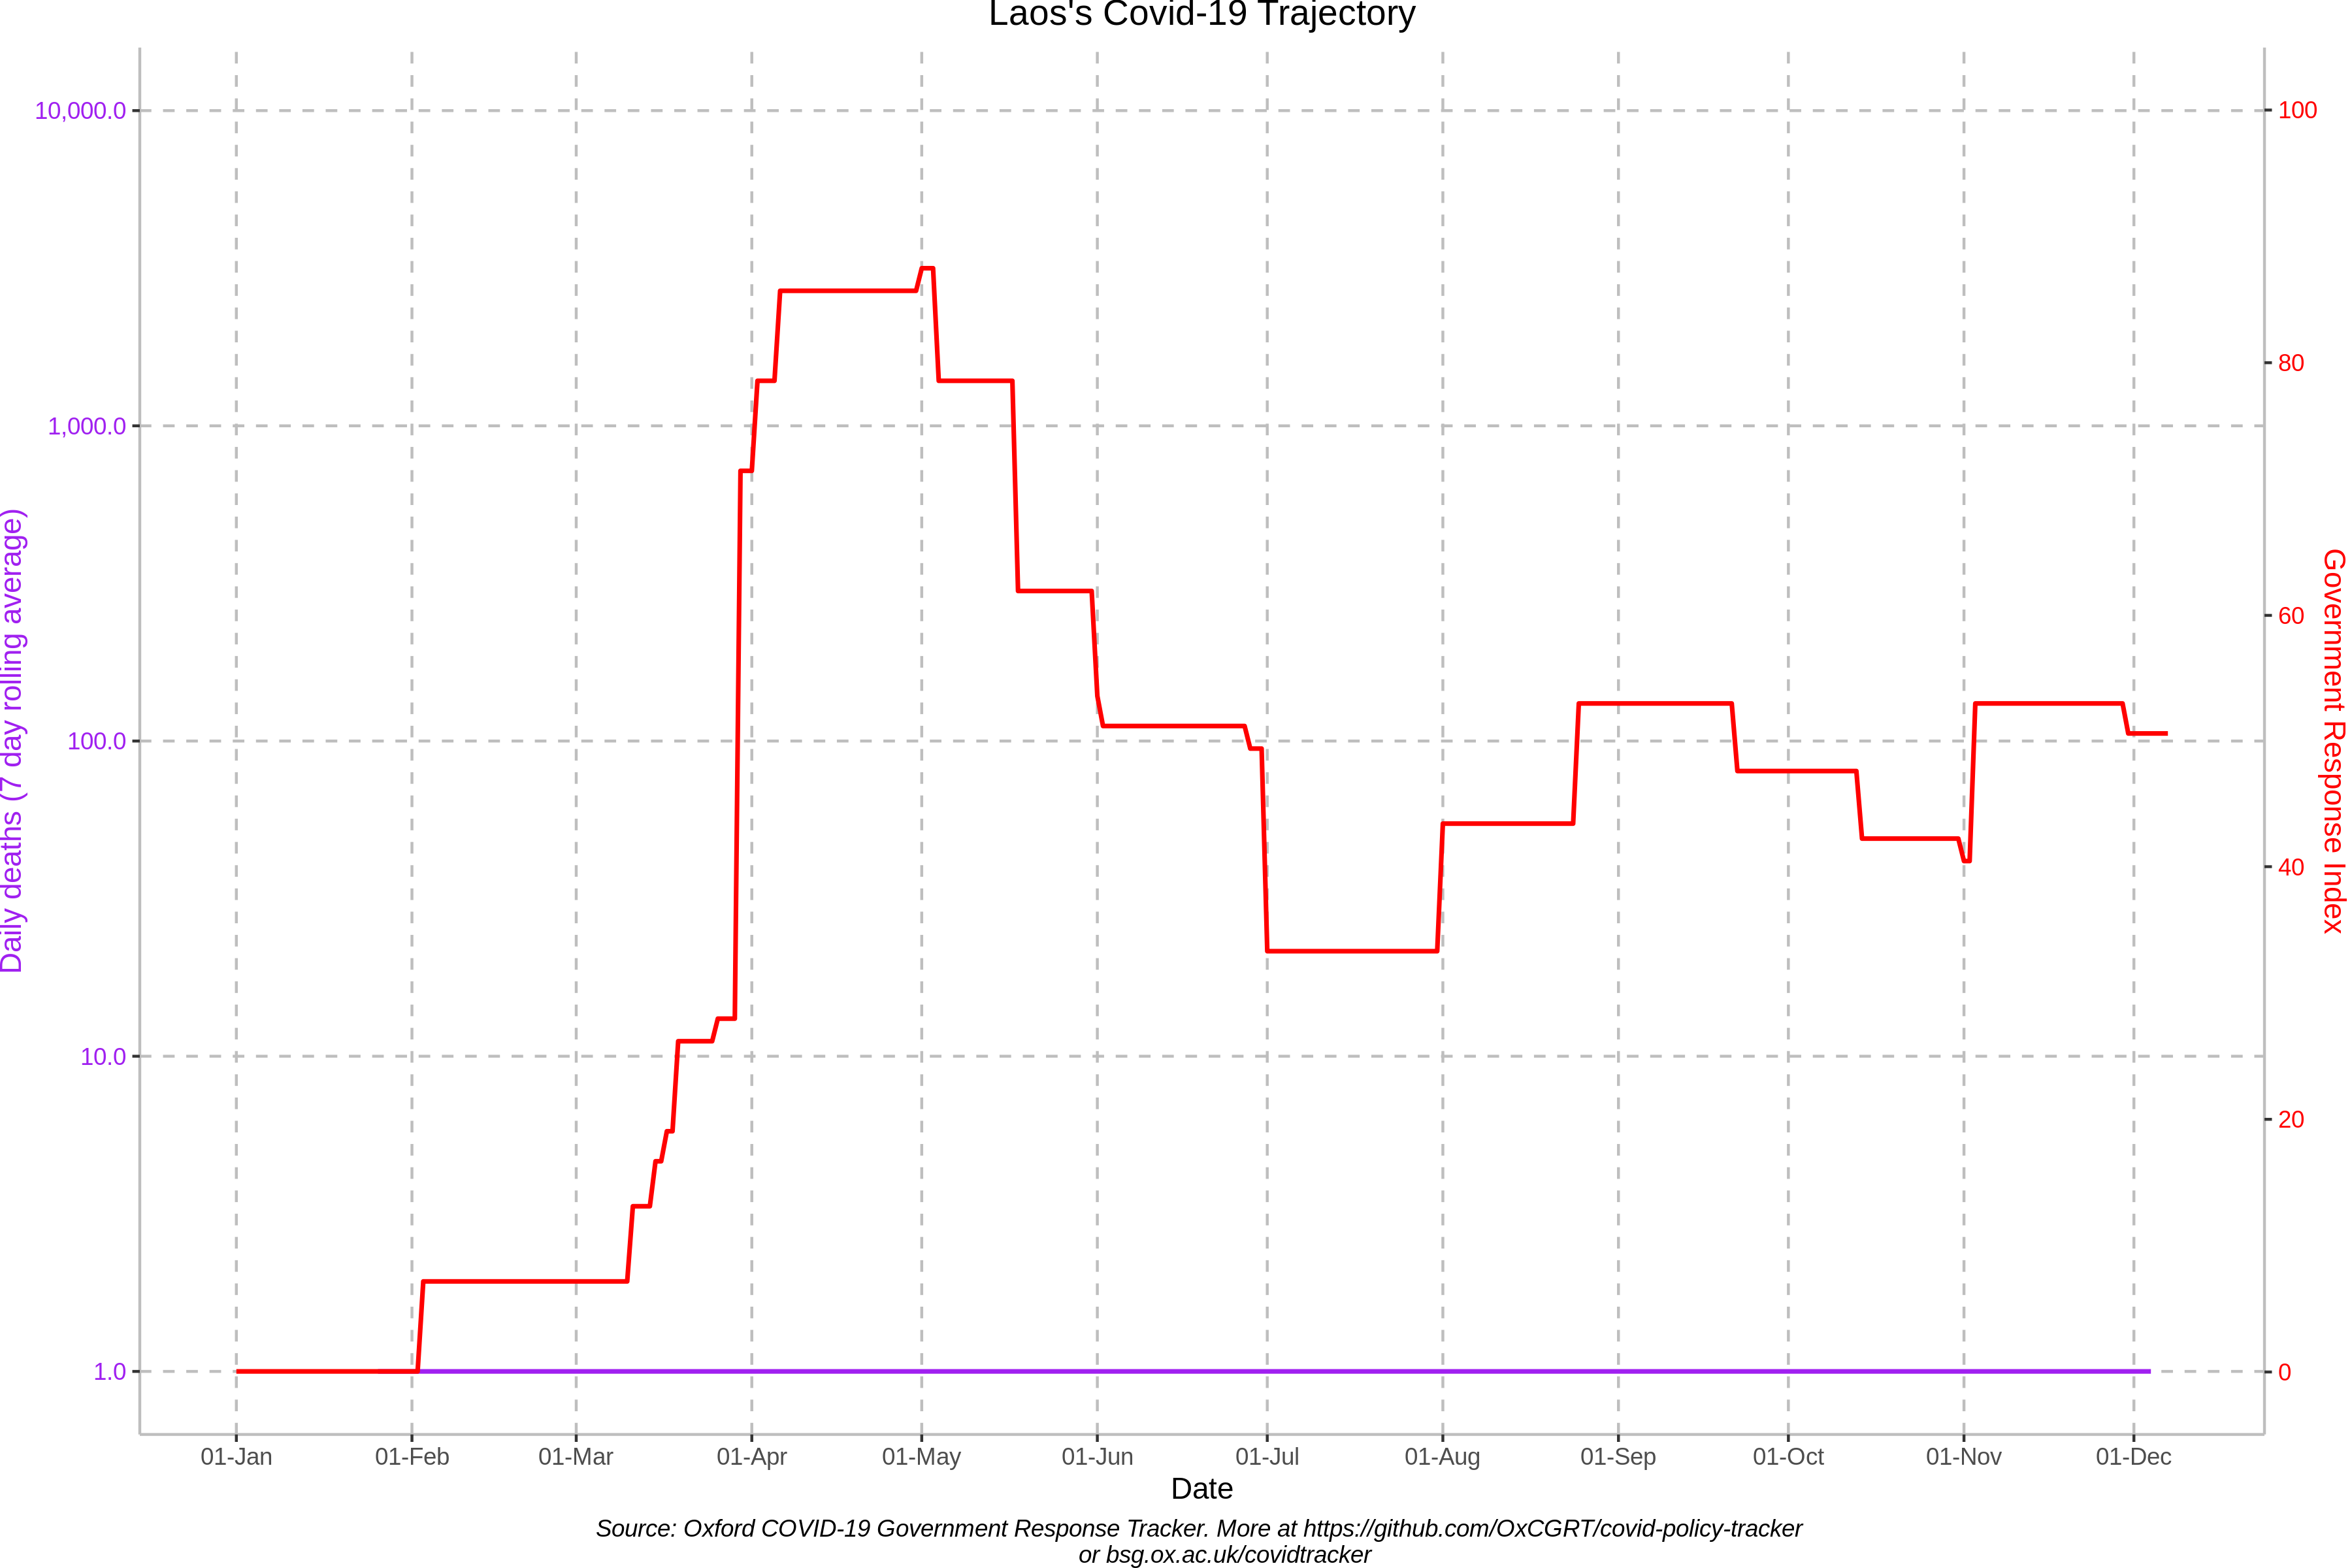 Laos's Covid-19 Trajectory
10,000.0
1,000.0
100.0
10.0
1.0
Daily deaths (7 day rolling average)
100
80
60
40
20
0
Government Response Index
01-Jan 01-Feb 01-Mar 01-Apr 01-May 01-Jun 01-Jul 01-Aug 01-Sep 01-Oct 01-Nov 01-Dec
Date
Source: Oxford COVID-19 Government Response Tracker. More at https://github.com/OxCGRT/covid-policy-tracker
or bsg.ox.ac.uk/covidtracker